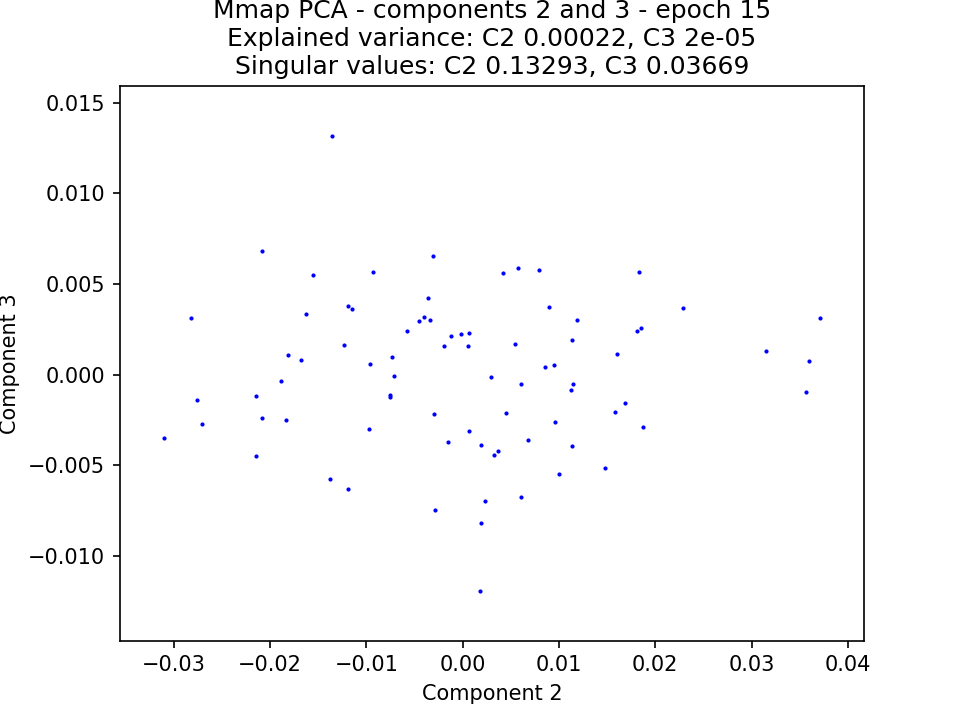 Mmap PCA - components 2 and 3 - epoch 15
Explained variance: C2 0.00022, C3 2e-05
Singular values: C2 0.13293, C3 0.03669
0.015
0.010
0.005
0.000
−0.005
−0.010
Component 3
−0.03 −0.02 −0.01 0.00 0.01 0.02 0.03 0.04
Component 2